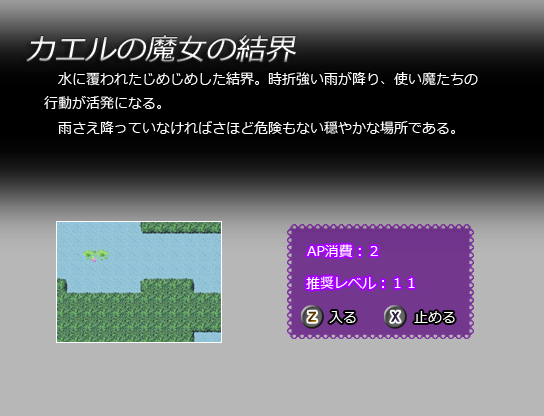 カエルの魔女の結界
　水に覆われたじめじめした結界。時折強い雨が降り、使い魔たちの
行動が活発になる。
　雨さえ降っていなければさほど危険もない穏やかな場所である。
AP消費：２
推奨レベル：１１
Z 入る X 止める